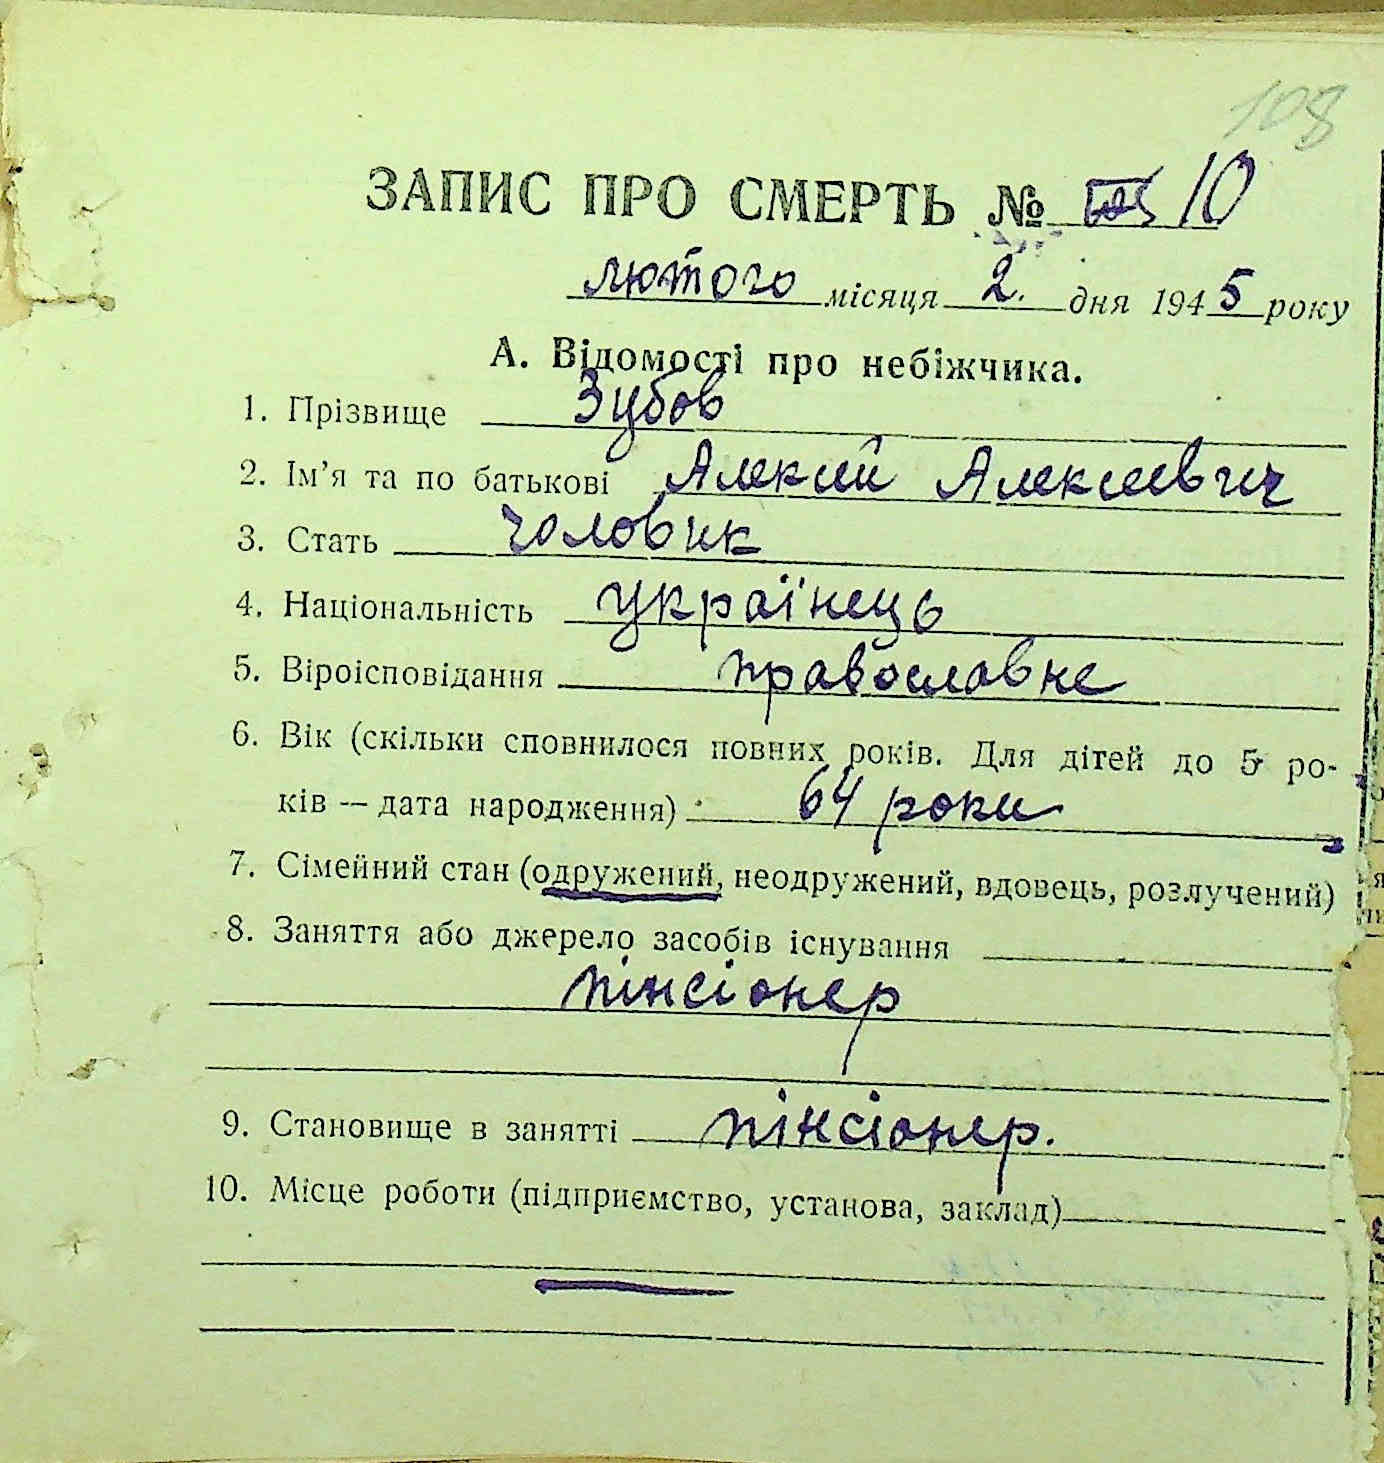 108
ЗАПИС ПРО СМЕРТЬ № 10
лютого місяця 2. дня 1945 року
А. Відомості про небіжчика.
1. Прізвище Зубов
2. Ім'я та по батькові Алексей Алексеевич
3. Стать чоловик
4. Національність українець
5. Віроісповідання православне
6. Вік (скільки сповнилося повних років. Для дітей до 5 ро-
ків — дата народження) 64 роки
7. Сімейний стан (одружений, неодружений, вдовець, розлучений)
8. Заняття або джерело засобів існування
пінсіонер
9. Становище в занятті пінсіонер.
10. Місце роботи (підприємство, установа, заклад)